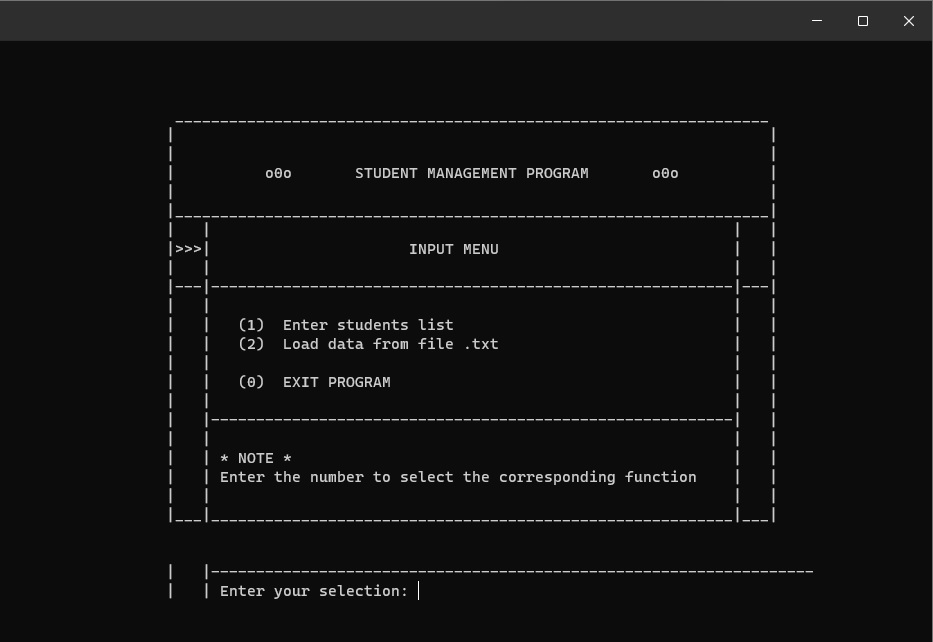 o0o STUDENT MANAGEMENT PROGRAM o0o
>>> INPUT MENU
(1) Enter students list
(2) Load data from file .txt
(0) EXIT PROGRAM
* NOTE *
Enter the number to select the corresponding function
Enter your selection: